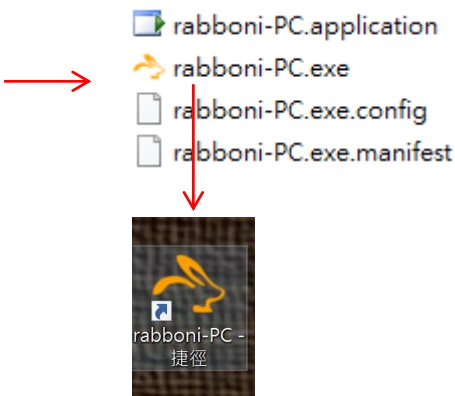 rabboni-PC.application
rabboni-PC.exe
rabboni-PC.exe.config
rabboni-PC.exe.manifest
rabboni-PC -
捷徑